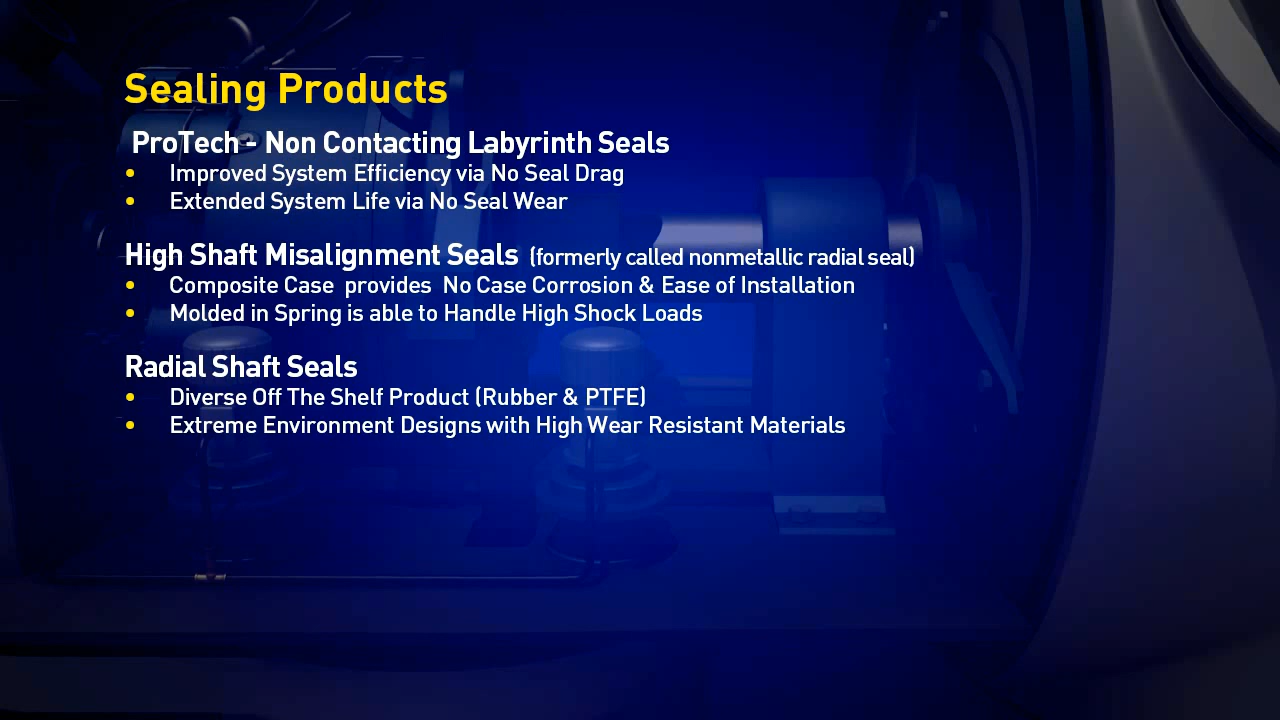 Sealing Products
ProTech - Non Contacting Labyrinth Seals
• Improved System Efficiency via No Seal Drag
• Extended System Life via No Seal Wear
High Shaft Misalignment Seals (formerly called nonmetallic radial seal)
• Composite Case provides No Case Corrosion & Ease of Installation
• Molded in Spring is able to Handle High Shock Loads
Radial Shaft Seals
• Diverse Off The Shelf Product (Rubber & PTFE)
• Extreme Environment Designs with High Wear Resistant Materials